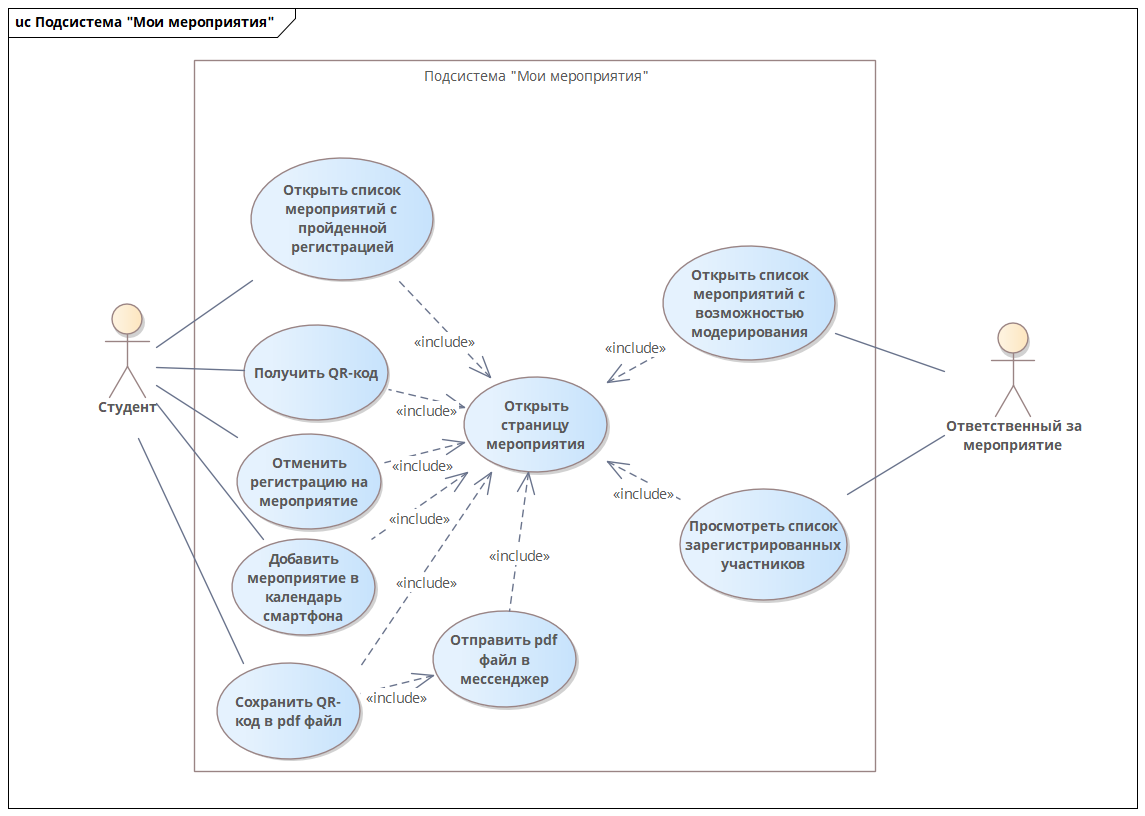 uc Подсистема "Мои мероприятия"
Подсистема "Мои мероприятия"
Открыть список
мероприятий с
пройденной
регистрацией
Открыть список
мероприятий с
возможностью
модерирования
«include»
«include»
Получить QR-код
«include»
Открыть
страницу
мероприятия
Студент
Ответственный за
мероприятие
Отменить
регистрацию на
мероприятие
«include»
«include»
«include»
Просмотреть список
зарегистрированных
участников
Добавить
мероприятие в
календарь
смартфона
«include»
«include»
Отправить pdf
файл в
мессенджер
Сохранить QR-
код в pdf файл
«include»